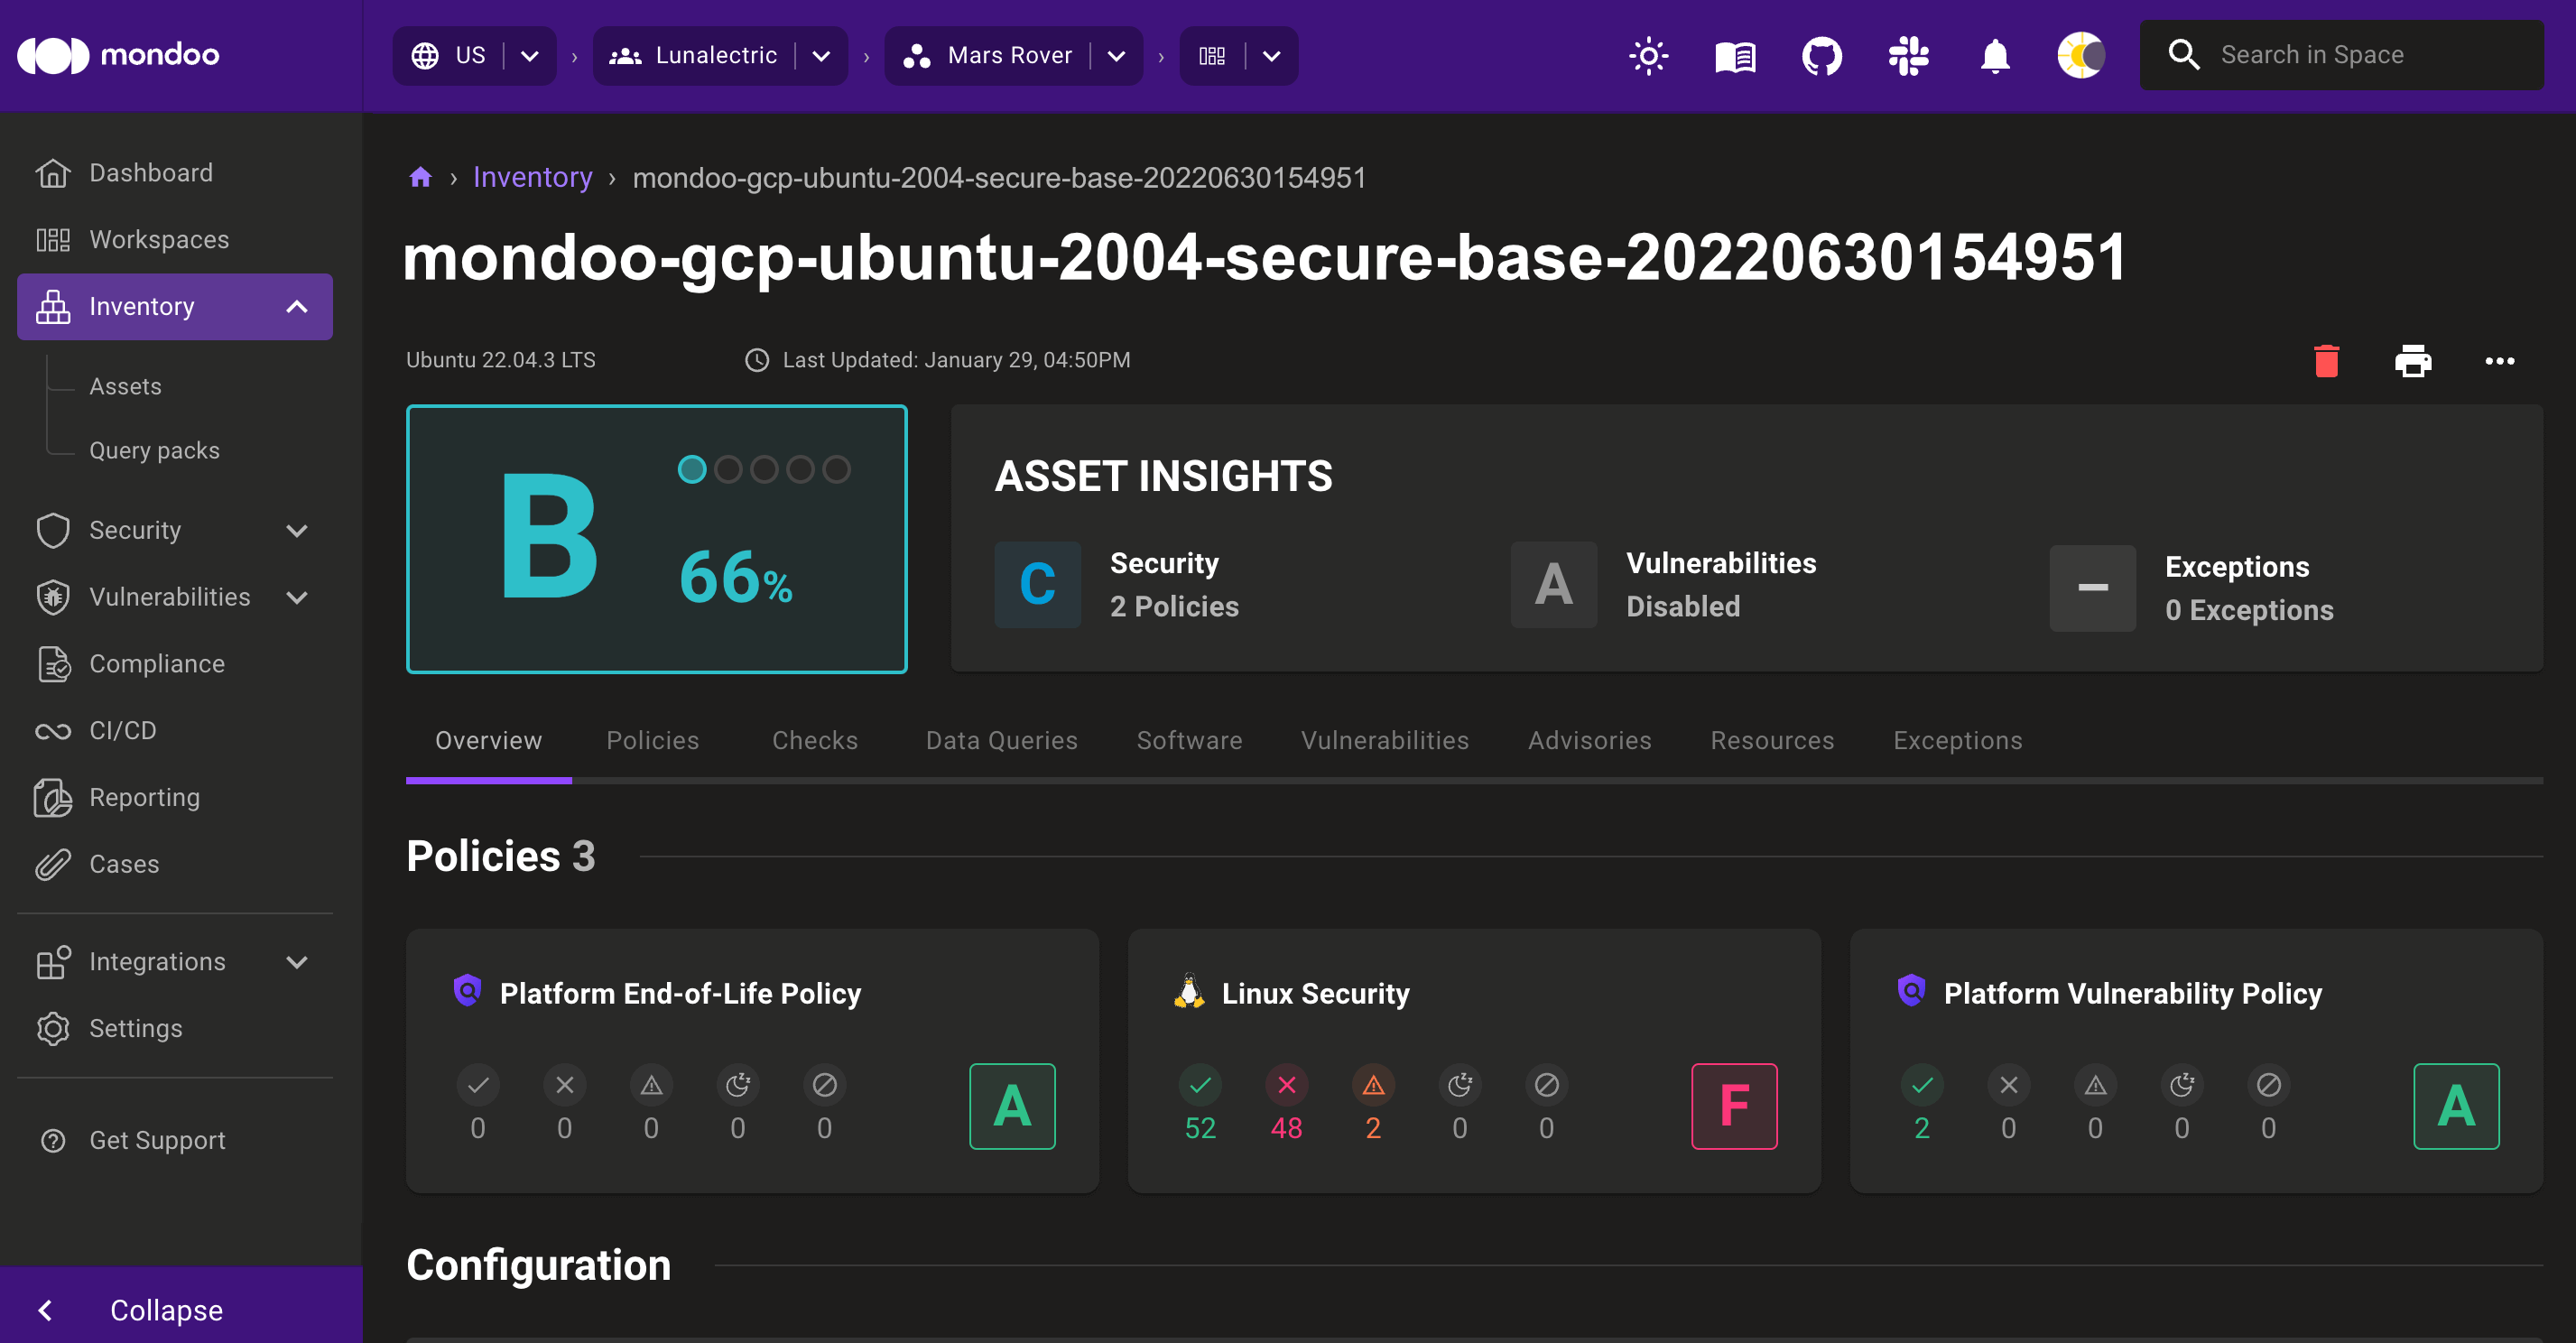 mondoo
US
Lunalectric
Mars Rover
Search in Space
Dashboard
Workspaces
Inventory
Assets
Query packs
Security
Vulnerabilities
Compliance
CI/CD
Reporting
Cases
Integrations
Settings
Get Support
Collapse
› Inventory › mondoo-gcp-ubuntu-2004-secure-base-20220630154951
mondoo-gcp-ubuntu-2004-secure-base-20220630154951
Ubuntu 22.04.3 LTS
Last Updated: January 29, 04:50PM
B
66%
ASSET INSIGHTS
C
Security
2 Policies
A
Vulnerabilities
Disabled
Exceptions
0 Exceptions
Overview Policies Checks Data Queries Software Vulnerabilities Advisories Resources Exceptions
Policies 3
Platform End-of-Life Policy
0 0 0 0 0
A
Linux Security
52 48 2 0 0
F
Platform Vulnerability Policy
2 0 0 0 0
A
Configuration